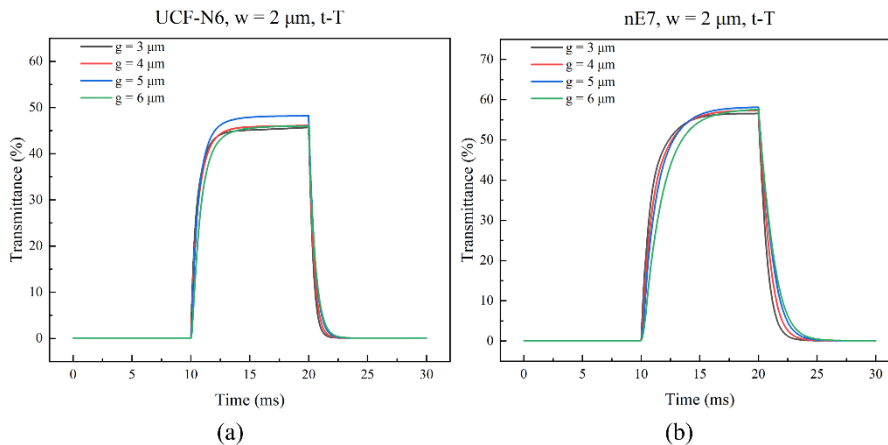 UCF-N6, w = 2 μm, t-T
g = 3 μm
g = 4 μm
g = 5 μm
g = 6 μm
Transmittance (%)
60
50
40
30
20
10
0
0 5 10 15 20 25 30
Time (ms)
(a)
nE7, w = 2 μm, t-T
g = 3 μm
g = 4 μm
g = 5 μm
g = 6 μm
Transmittance (%)
70
60
50
40
30
20
10
0
0 5 10 15 20 25 30
Time (ms)
(b)